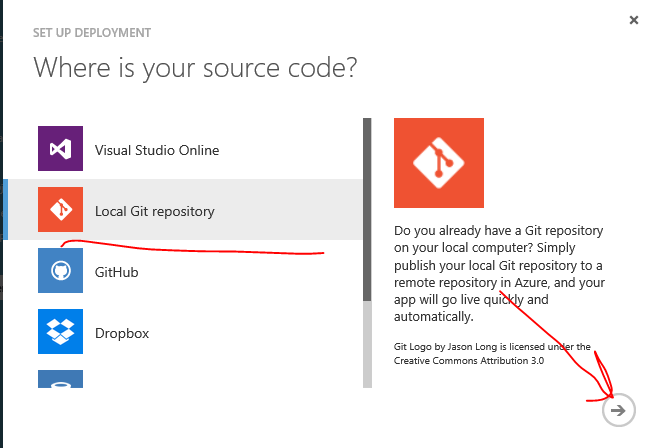 SET UP DEPLOYMENT
Where is your source code?
Visual Studio Online
Local Git repository
GitHub
Dropbox
Do you already have a Git repository
on your local computer? Simply
publish your local Git repository to a
remote repository in Azure, and your
app will go live quickly and
automatically.
Git Logo by Jason Long is licensed under the
Creative Commons Attribution 3.0